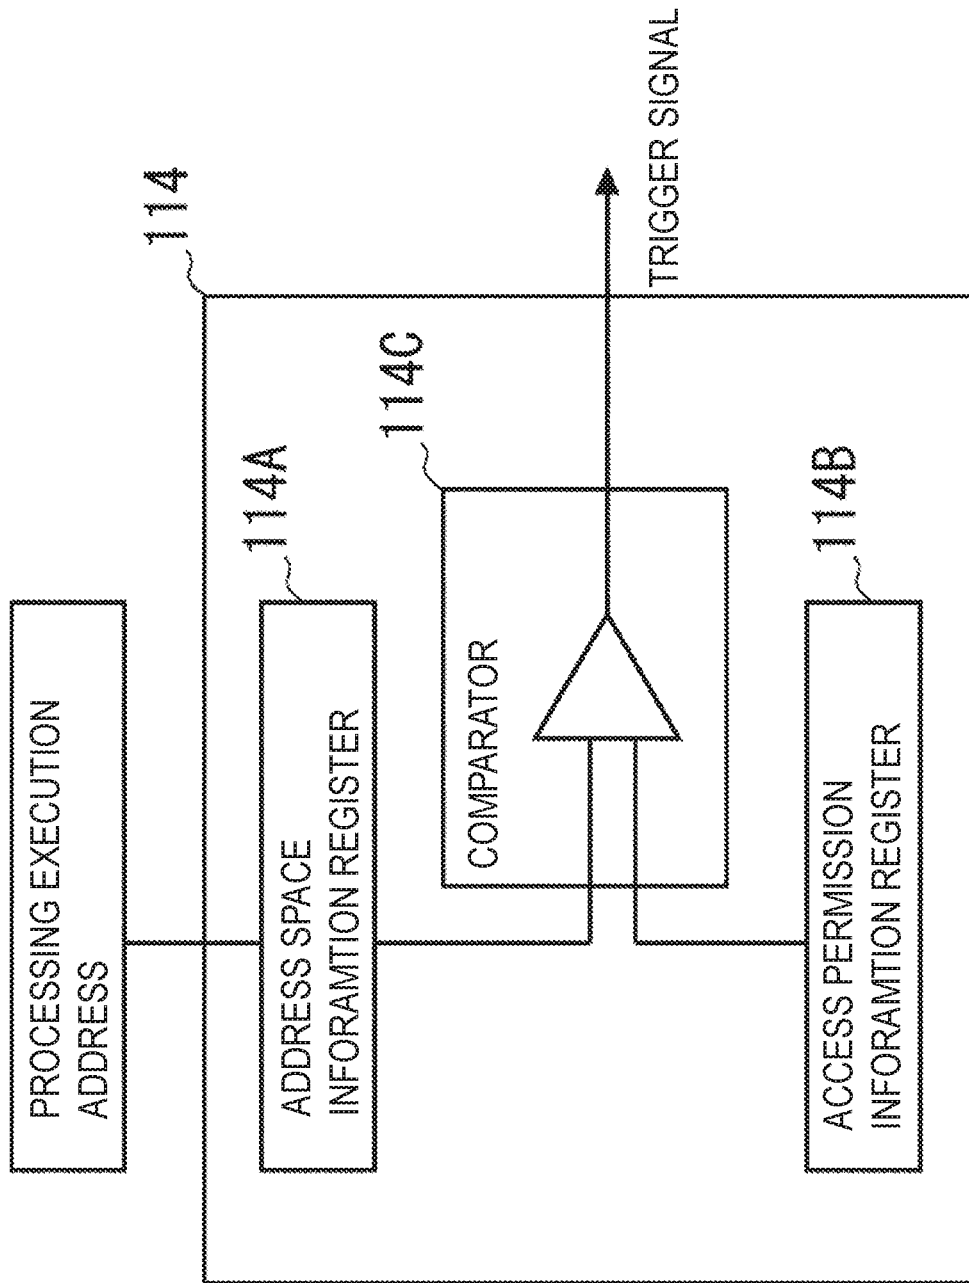 PROCESSING EXECUTION
ADDRESS
114
ADDRESS SPACE
INFORAMTION REGISTER
114A
COMPARATOR
114C
TRIGGER SIGNAL
ACCESS PERMISSION
INFORAMTION REGISTER
114B